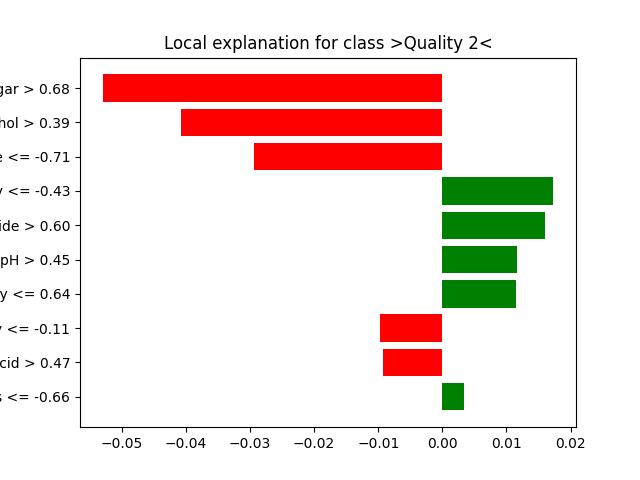 Local explanation for class >Quality 2<
gar > 0.68
hol > 0.39
e <= -0.71
y <= -0.43
ide > 0.60
pH > 0.45
y <= 0.64
y <= -0.11
cid > 0.47
s <= -0.66
−0.05 −0.04 −0.03 −0.02 −0.01 0.00 0.01 0.02